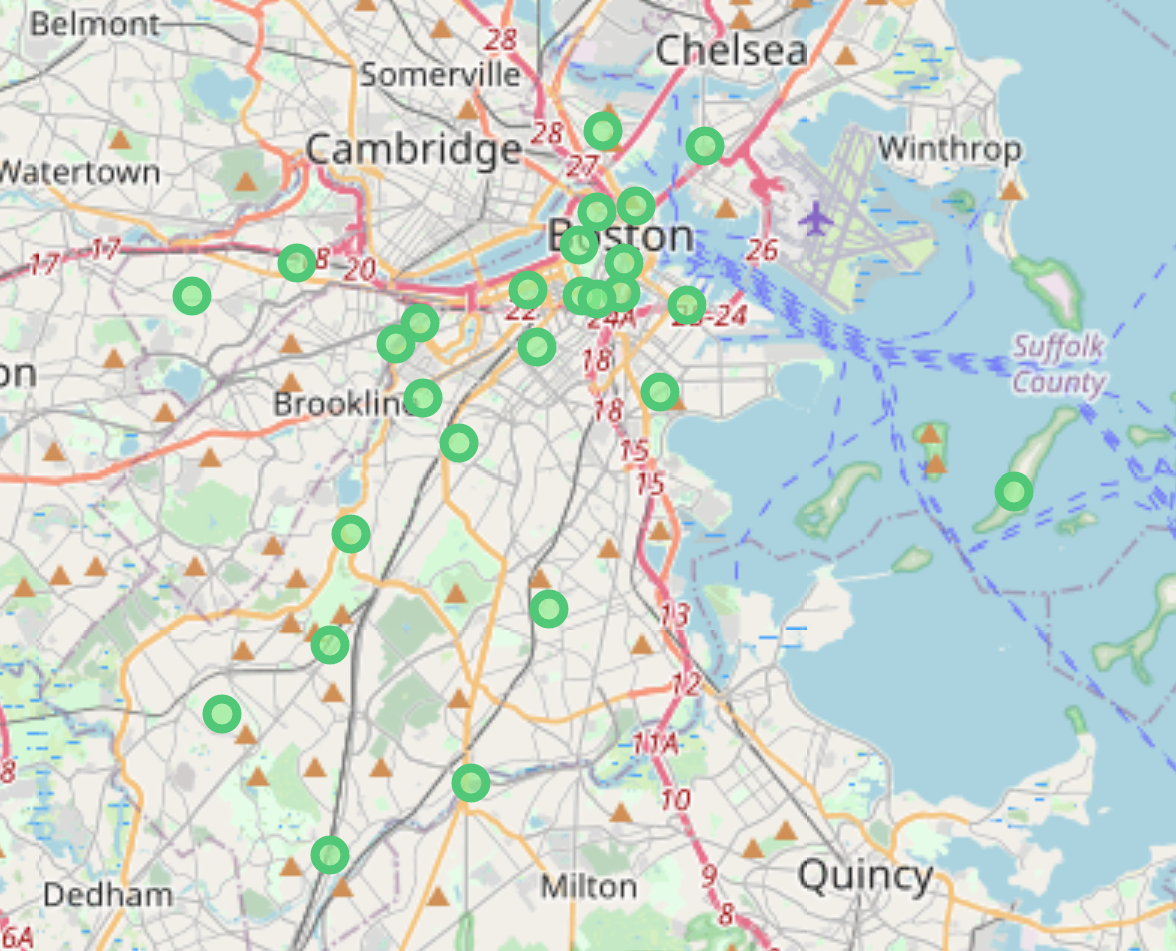 Belmont
28
Chelsea
Somerville
28
Cambridge
27
Winthrop
Watertown
Boston
17
17
8
20
26
22
24A
23-24
Suffolk
County
18
on
Brookline
18
15
15
13
12
11A
8
10
Quincy
9
Dedham
Milton
8
6A